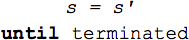 s = s'
until terminated